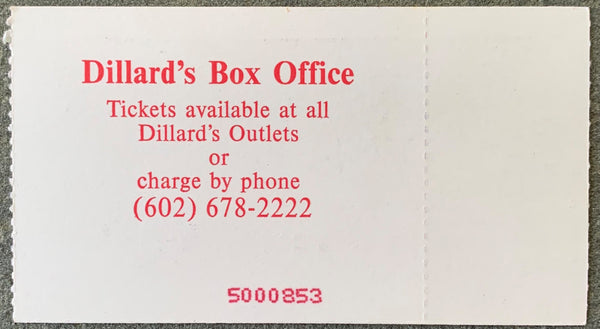 Dillard's Box Office
Tickets available at all
Dillard's Outlets
or
charge by phone
(602) 678-2222
5000853